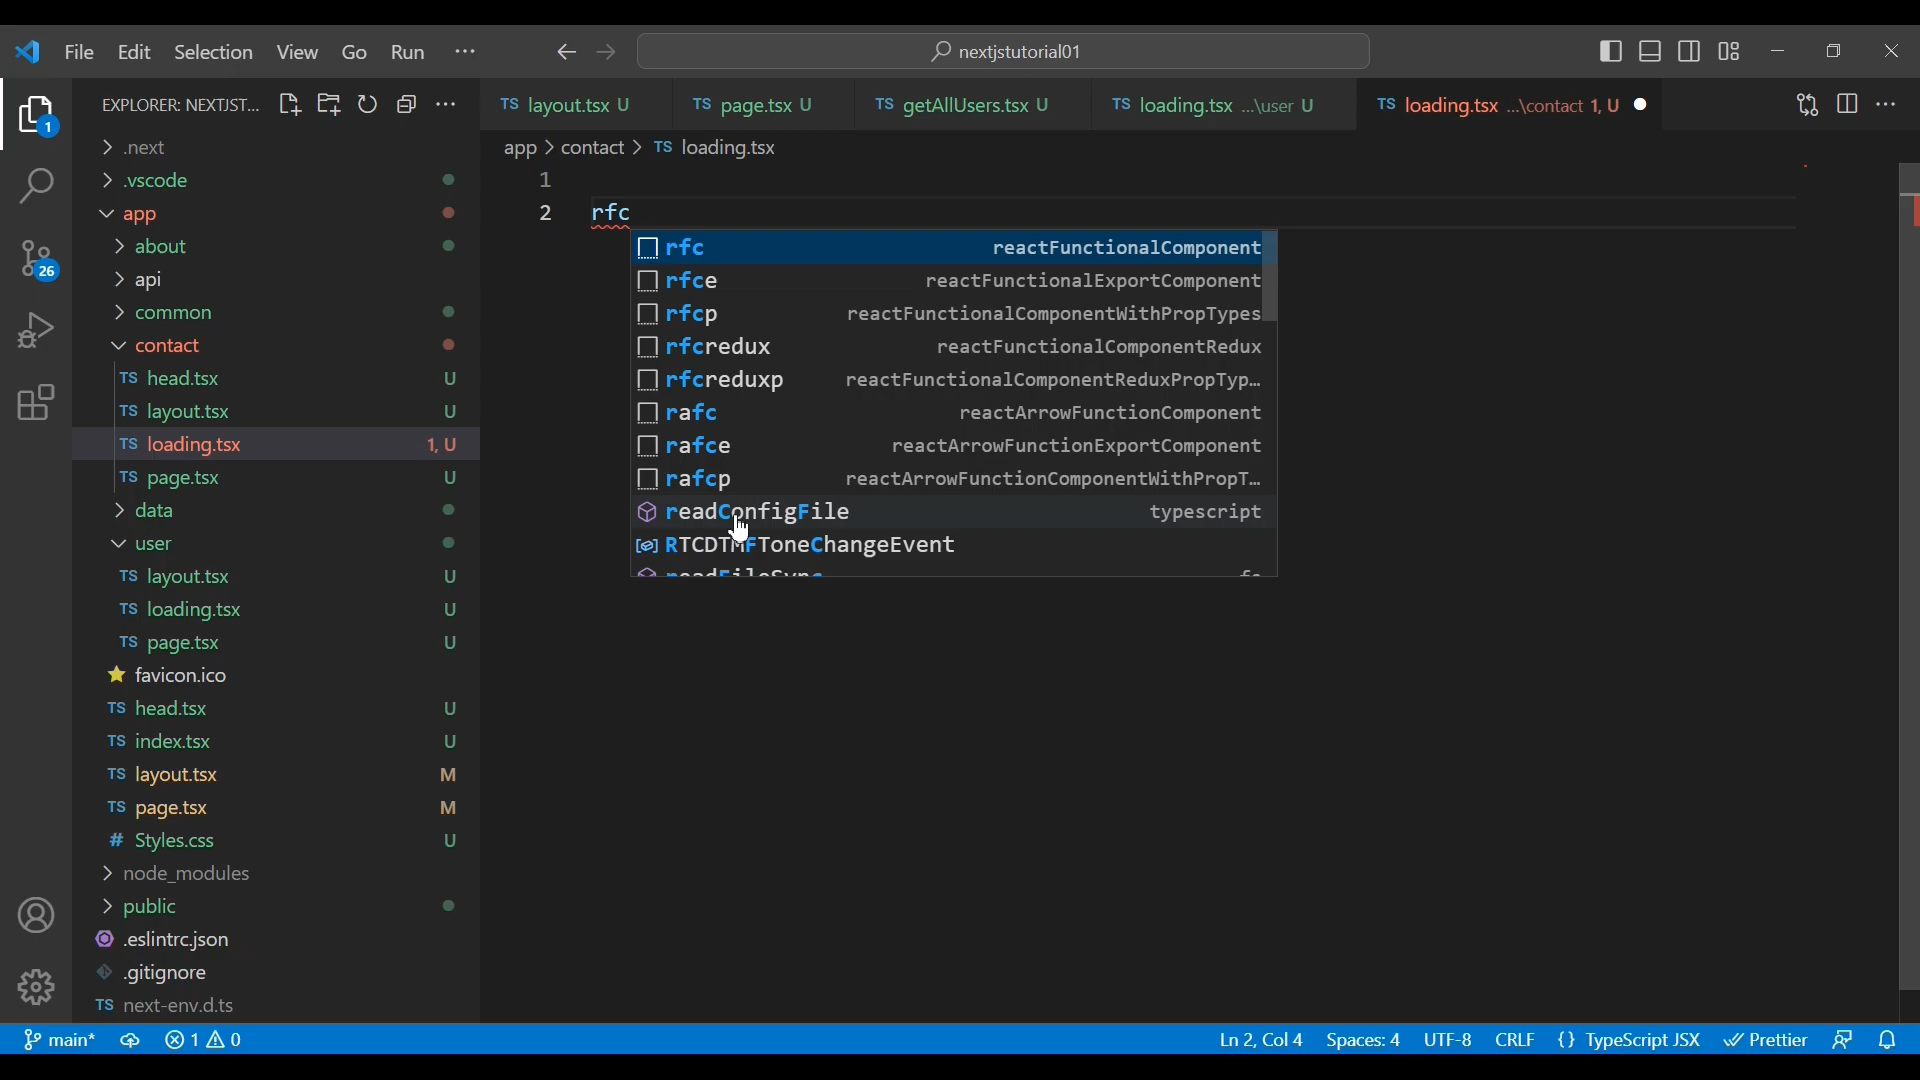 File Edit Selection View Go Run ··· nextjstutorial01
EXPLORER: NEXTJST... ···
TS layout.tsx U TS page.tsx U TS getAllUsers.tsx U TS loading.tsx ...\user U TS loading.tsx ...\contact 1, U ···
app > contact > TS loading.tsx
1
2 rfc
rfc reactFunctionalComponent
rfce reactFunctionalExportComponent
rfcp reactFunctionalComponentWithPropTypes
rfcredux reactFunctionalComponentRedux
rfcreduxp reactFunctionalComponentReduxPropTyp...
rafc reactArrowFunctionComponent
rafce reactArrowFunctionExportComponent
rafcp reactArrowFunctionComponentWithPropT...
readConfigFile typescript
RTCDTMFToneChangeEvent
1
26
.next
.vscode
app
about
api
common
contact
TS head.tsx U
TS layout.tsx U
TS loading.tsx 1, U
TS page.tsx U
data
user
TS layout.tsx U
TS loading.tsx U
TS page.tsx U
favicon.ico
TS head.tsx U
TS index.tsx U
TS layout.tsx M
TS page.tsx M
# Styles.css U
node_modules
public
.eslintrc.json
.gitignore
TS next-env.d.ts
main* 1 0 Ln 2, Col 4 Spaces: 4 UTF-8 CRLF {} TypeScript JSX Prettier